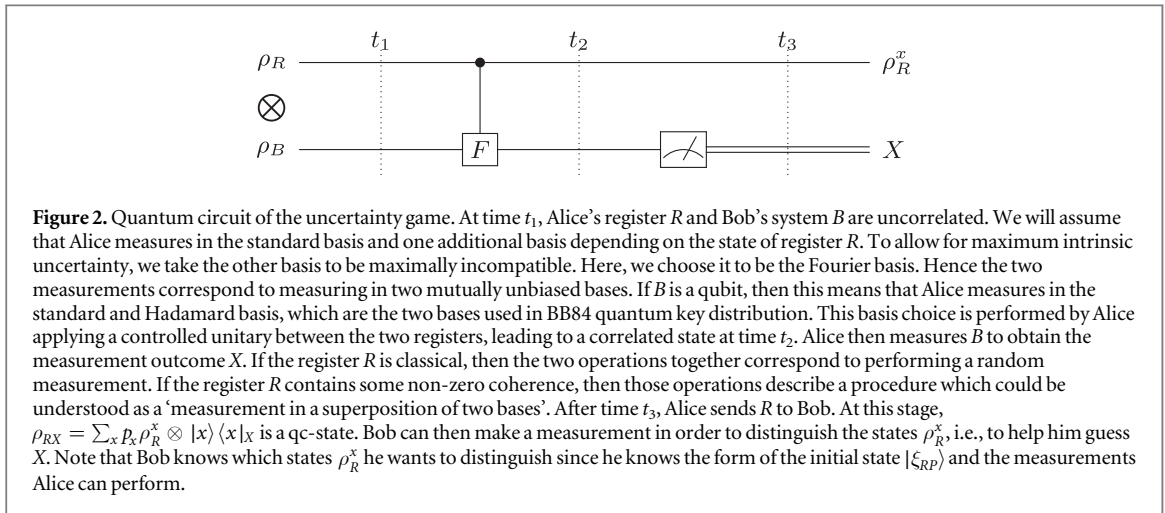 t₁ t₂ t₃
ρ_R ρ_R^x
⊗
ρ_B F X
Figure 2. Quantum circuit of the uncertainty game. At time t₁, Alice's register R and Bob's system B are uncorrelated. We will assume
that Alice measures in the standard basis and one additional basis depending on the state of register R. To allow for maximum intrinsic
uncertainty, we take the other basis to be maximally incompatible. Here, we choose it to be the Fourier basis. Hence the two
measurements correspond to measuring in two mutually unbiased bases. If B is a qubit, then this means that Alice measures in the
standard and Hadamard basis, which are the two bases used in BB84 quantum key distribution. This basis choice is performed by Alice
applying a controlled unitary between the two registers, leading to a correlated state at time t₂. Alice then measures B to obtain the
measurement outcome X. If the register R is classical, then the two operations together correspond to performing a random
measurement. If the register R contains some non-zero coherence, then those operations describe a procedure which could be
understood as a 'measurement in a superposition of two bases'. After time t₃, Alice sends R to Bob. At this stage,
ρ_RX = ∑_x p_x ρ_R^x ⊗ |x⟩⟨x|_X is a qc-state. Bob can then make a measurement in order to distinguish the states ρ_R^x, i.e., to help him guess
X. Note that Bob knows which states ρ_R^x he wants to distinguish since he knows the form of the initial state |ξ_RP⟩ and the measurements
Alice can perform.